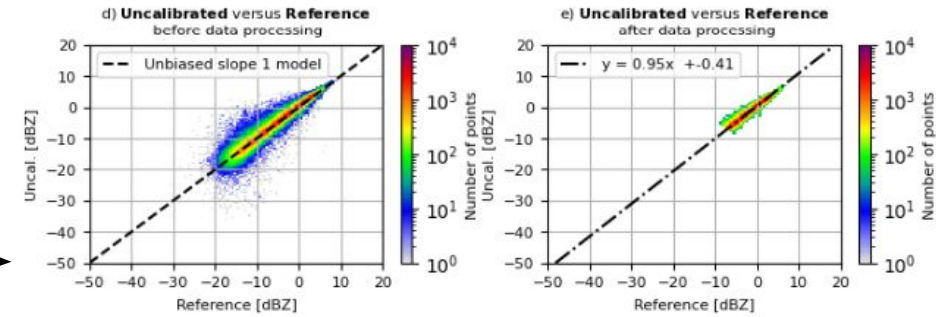 d) Uncalibrated versus Reference
before data processing
20
10
0
−10
−20
−30
−40
−50
Uncal. [dBZ]
Unbiased slope 1 model
−50 −40 −30 −20 −10 0 10 20
Reference [dBZ]
10^4
10^3
10^2
10^1
10^0
Number of points
e) Uncalibrated versus Reference
after data processing
20
10
0
−10
−20
−30
−40
−50
Uncal. [dBZ]
y = 0.95x +-0.41
−50 −40 −30 −20 −10 0 10 20
Reference [dBZ]
10^4
10^3
10^2
10^1
10^0
Number of points